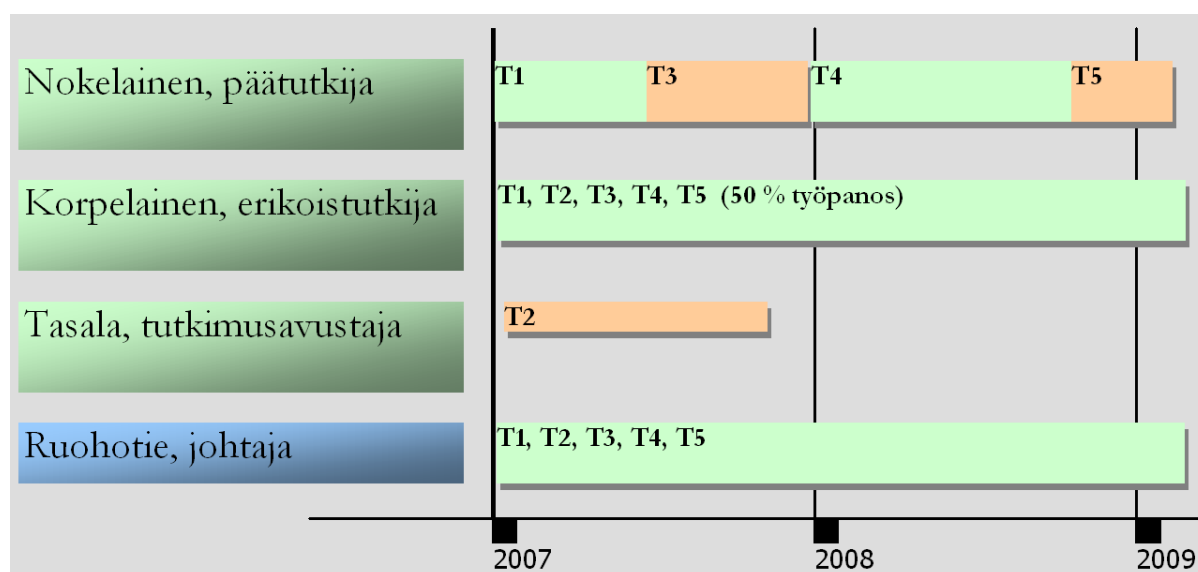 Nokelainen, päätutkija
T1 T3 T4 T5
Korpelainen, erikoistutkija
T1, T2, T3, T4, T5 (50 % työpanos)
Tasala, tutkimusavustaja
T2
Ruohotie, johtaja
T1, T2, T3, T4, T5
2007 2008 2009